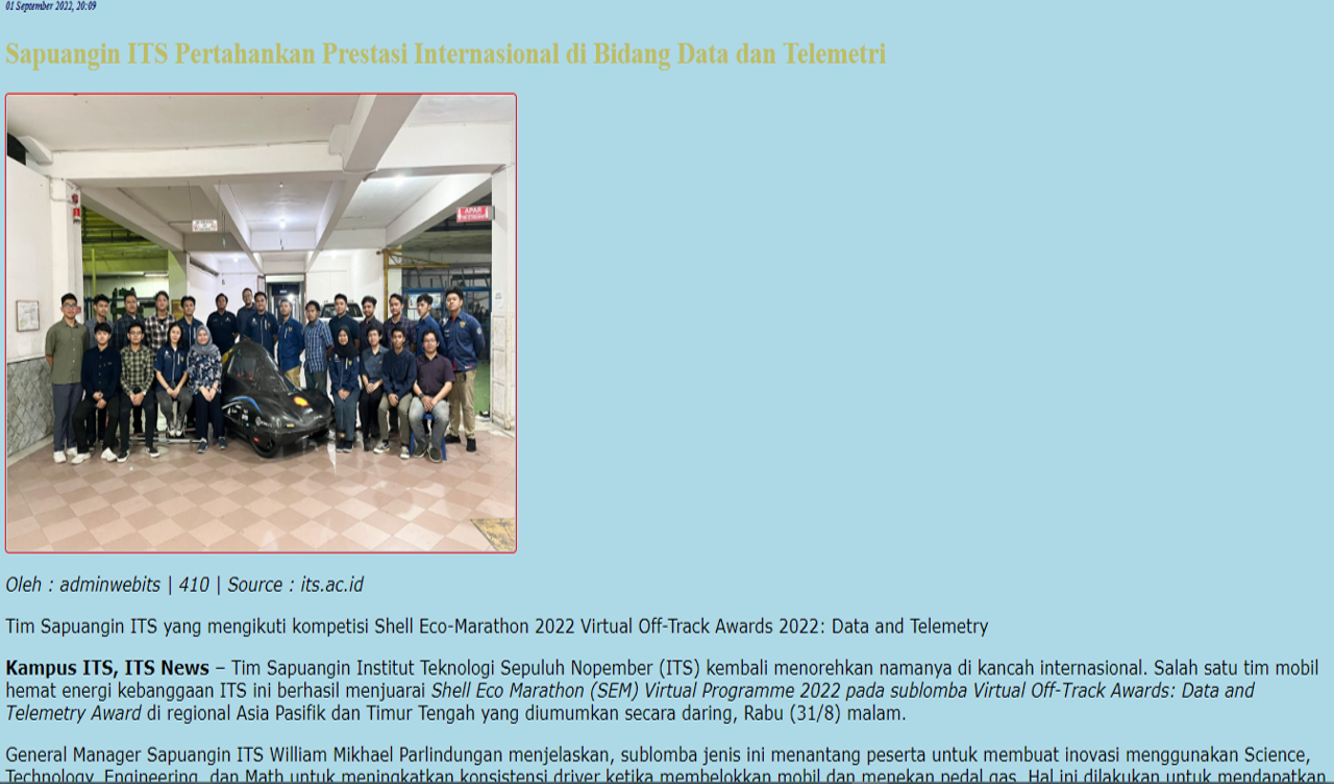 01 September 2022, 20:09
Sapuangin ITS Pertahankan Prestasi Internasional di Bidang Data dan Telemetri
APAR
Oleh : adminwebits | 410 | Source : its.ac.id
Tim Sapuangin ITS yang mengikuti kompetisi Shell Eco-Marathon 2022 Virtual Off-Track Awards 2022: Data and Telemetry
Kampus ITS, ITS News – Tim Sapuangin Institut Teknologi Sepuluh Nopember (ITS) kembali menorehkan namanya di kancah internasional. Salah satu tim mobil
hemat energi kebanggaan ITS ini berhasil menjuarai Shell Eco Marathon (SEM) Virtual Programme 2022 pada sublomba Virtual Off-Track Awards: Data and
Telemetry Award di regional Asia Pasifik dan Timur Tengah yang diumumkan secara daring, Rabu (31/8) malam.
General Manager Sapuangin ITS William Mikhael Parlindungan menjelaskan, sublomba jenis ini menantang peserta untuk membuat inovasi menggunakan Science,
Technology, Engineering, dan Math untuk meningkatkan konsistensi driver ketika membelokkan mobil dan menekan pedal gas. Hal ini dilakukan untuk mendapatkan